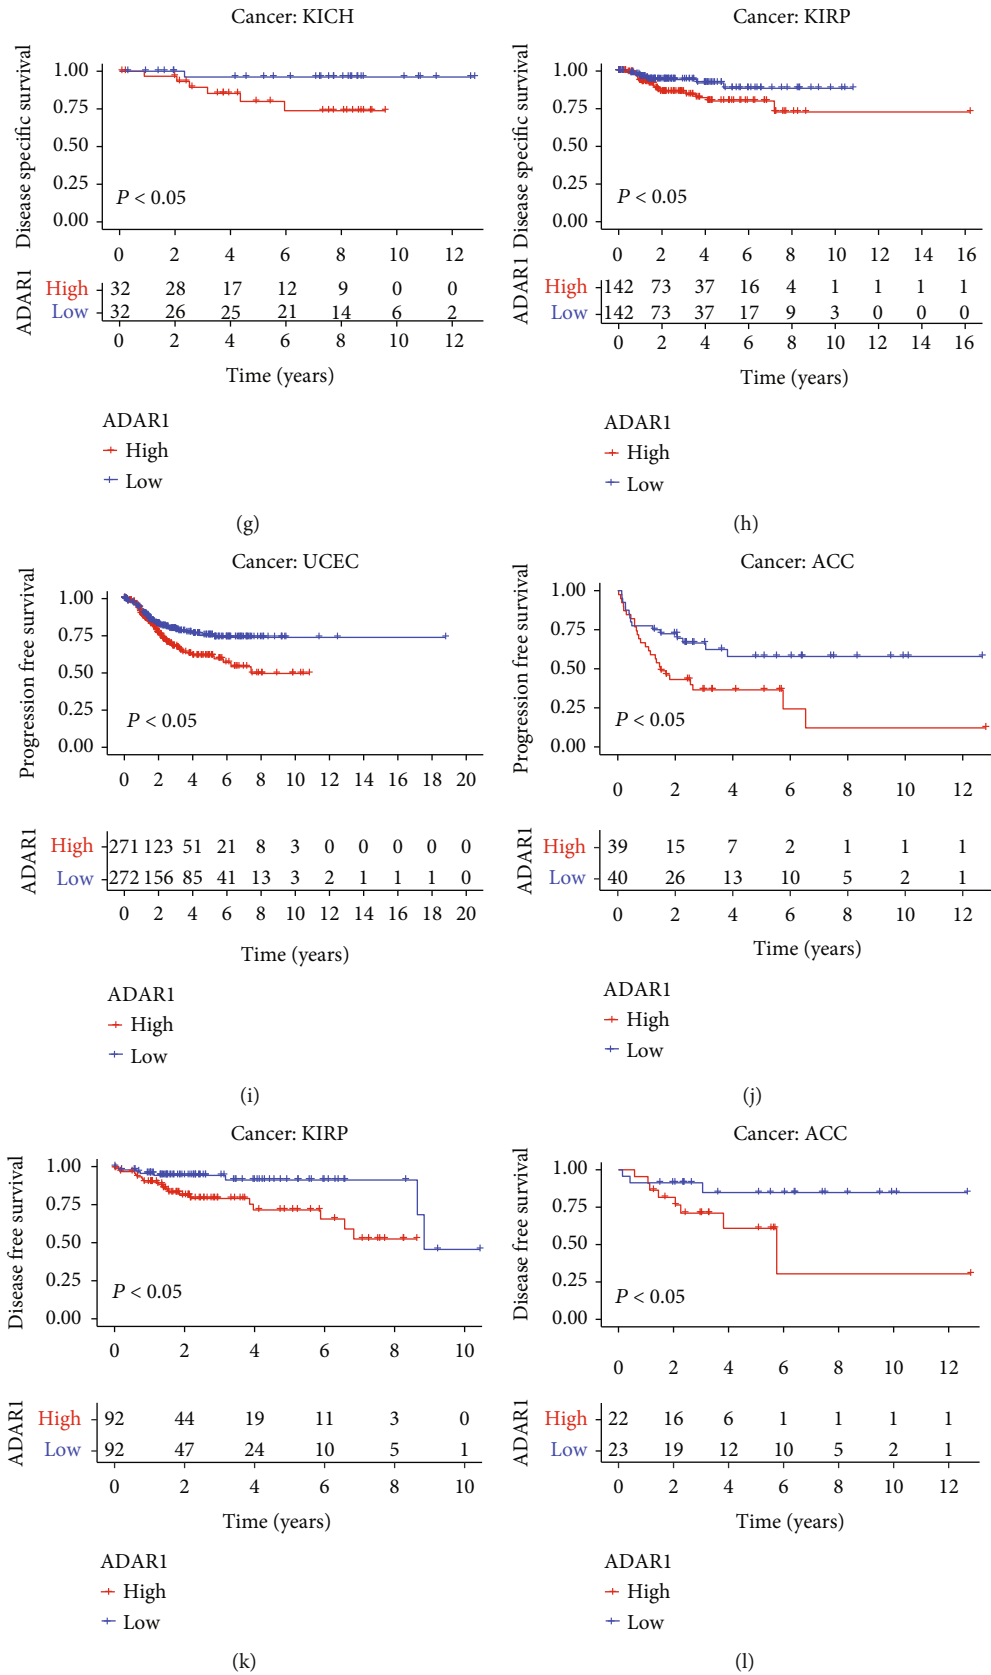 Cancer: KICH
Disease specific survival
1.00
0.75
0.50
0.25
0.00
P < 0.05
0 2 4 6 8 10 12
ADAR1
High 32 28 17 12 9 0 0
Low 32 26 25 21 14 6 2
0 2 4 6 8 10 12
Time (years)
ADAR1
High
Low
(g)
Cancer: KIRP
Disease specific survival
1.00
0.75
0.50
0.25
0.00
P < 0.05
0 2 4 6 8 10 12 14 16
ADAR1
High 142 73 37 16 4 1 1 1 1
Low 142 73 37 17 9 3 0 0 0
0 2 4 6 8 10 12 14 16
Time (years)
ADAR1
High
Low
(h)
Cancer: UCEC
Progression free survival
1.00
0.75
0.50
0.25
0.00
P < 0.05
0 2 4 6 8 10 12 14 16 18 20
ADAR1
High 271 123 51 21 8 3 0 0 0 0 0
Low 272 156 85 41 13 3 2 1 1 1 0
0 2 4 6 8 10 12 14 16 18 20
Time (years)
ADAR1
High
Low
(i)
Cancer: ACC
Progression free survival
1.00
0.75
0.50
0.25
0.00
P < 0.05
0 2 4 6 8 10 12
ADAR1
High 39 15 7 2 1 1 1
Low 40 26 13 10 5 2 1
0 2 4 6 8 10 12
Time (years)
ADAR1
High
Low
(j)
Cancer: KIRP
Disease free survival
1.00
0.75
0.50
0.25
0.00
P < 0.05
0 2 4 6 8 10
ADAR1
High 92 44 19 11 3 0
Low 92 47 24 10 5 1
0 2 4 6 8 10
Time (years)
ADAR1
High
Low
(k)
Cancer: ACC
Disease free survival
1.00
0.75
0.50
0.25
0.00
P < 0.05
0 2 4 6 8 10 12
ADAR1
High 22 16 6 1 1 1 1
Low 23 19 12 10 5 2 1
0 2 4 6 8 10 12
Time (years)
ADAR1
High
Low
(l)